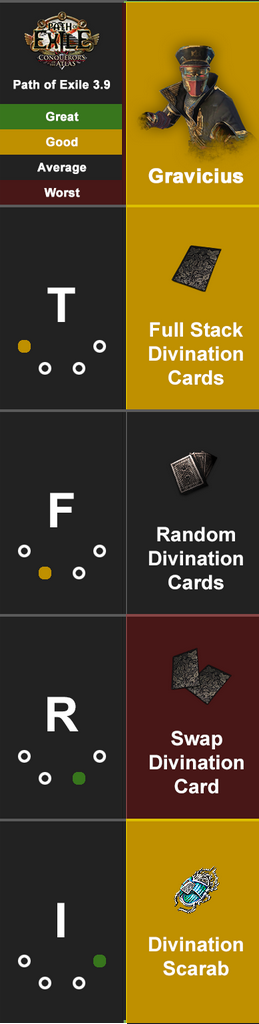 PATH
OF
EXILE
CONQUERORS
OF THE
ATLAS
Path of Exile 3.9
Great
Good
Average
Worst
Gravicius
T
Full Stack
Divination
Cards
F
Random
Divination
Cards
R
Swap
Divination
Card
I
Divination
Scarab